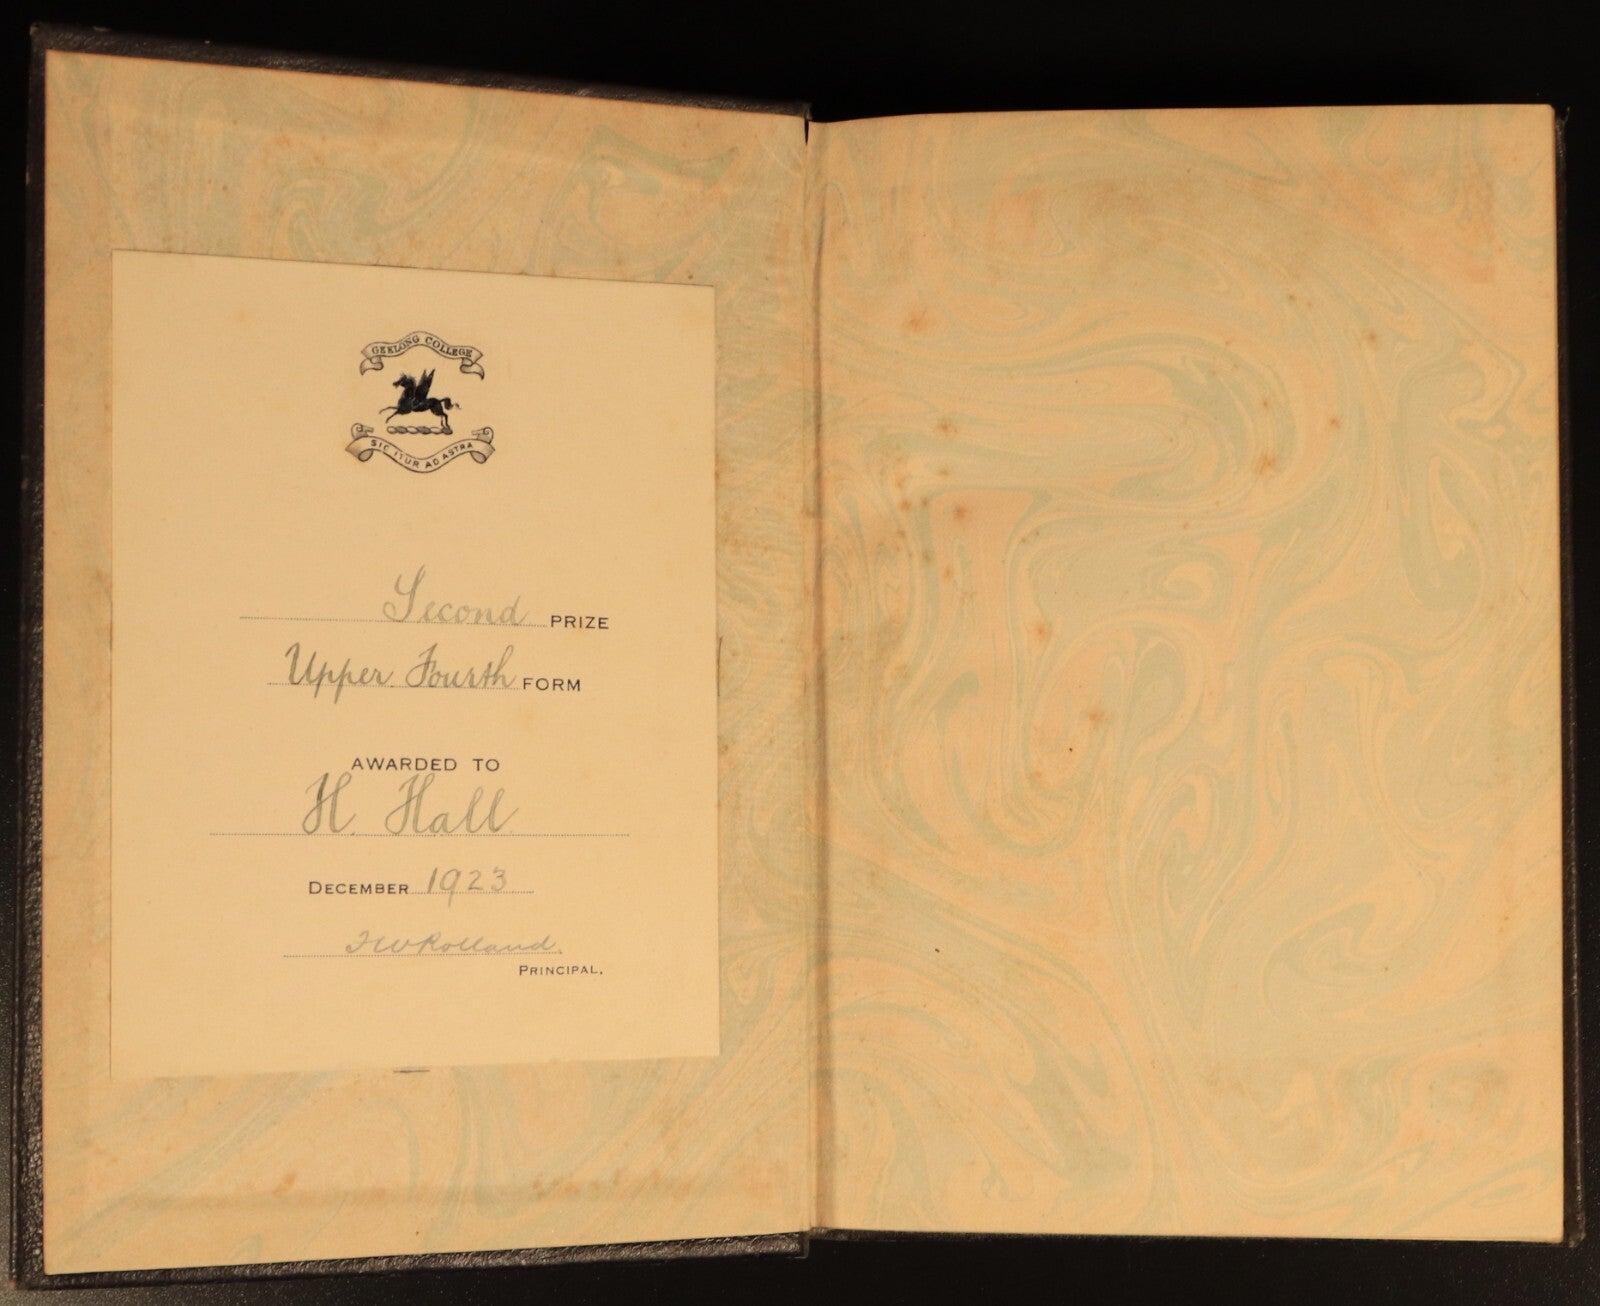 GEELONG COLLEGE
SIC ITUR AD ASTRA
Second PRIZE
Upper Fourth FORM
AWARDED TO
H. Hall
DECEMBER 1923
F W Rolland.
PRINCIPAL.